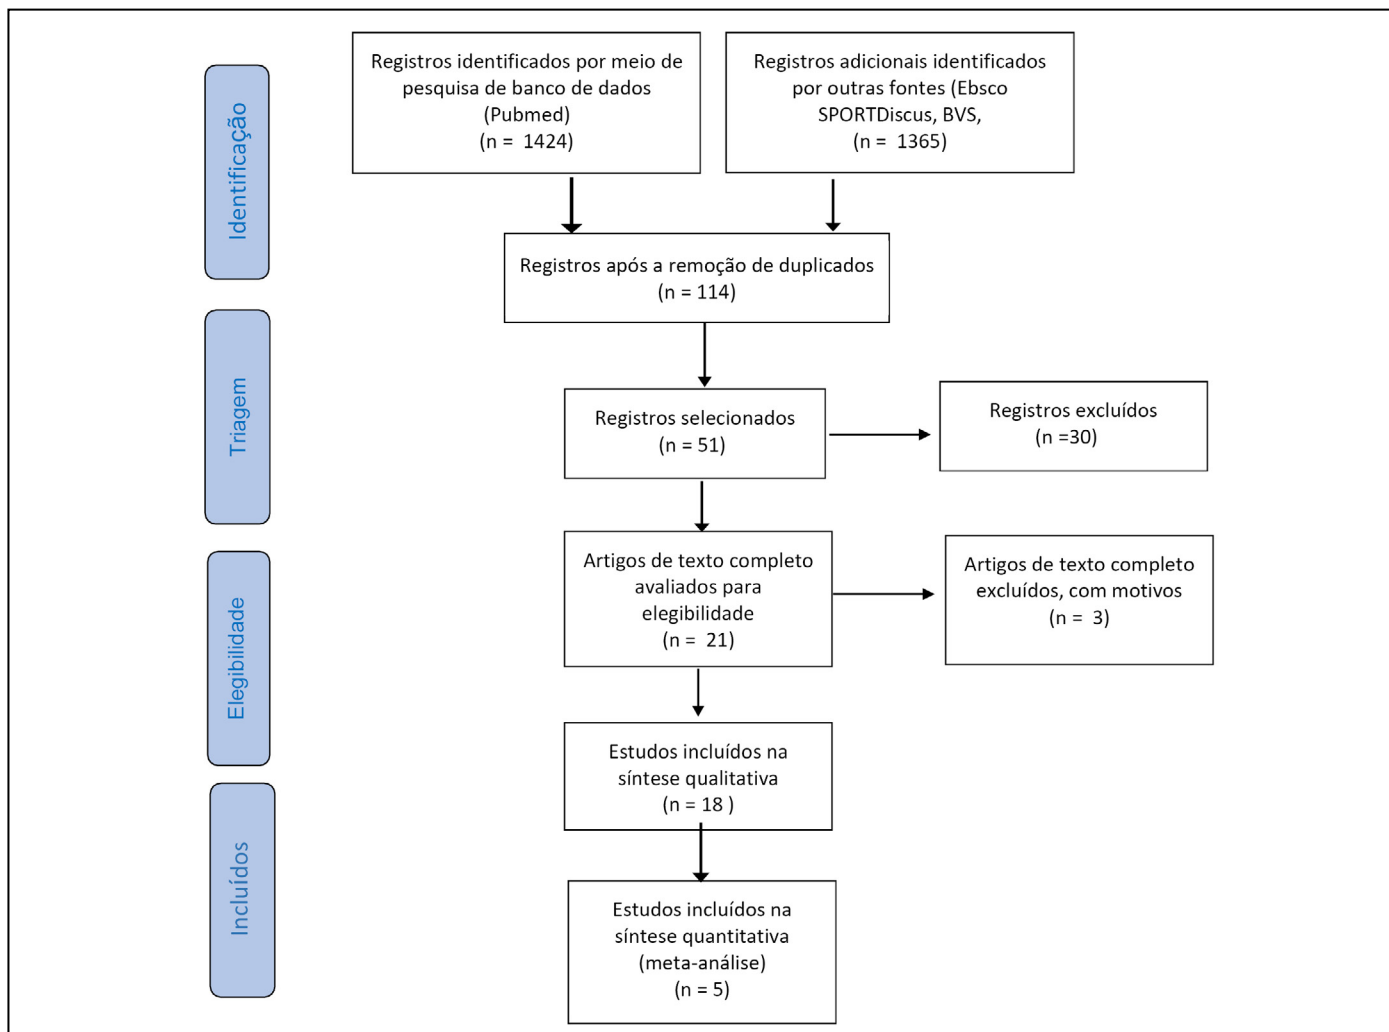 Identificação
Registros identificados por meio de
pesquisa de banco de dados
(Pubmed)
(n =  1424)
Registros adicionais identificados
por outras fontes (Ebsco
SPORTDiscus, BVS,
(n =  1365)
Registros após a remoção de duplicados
(n = 114)
Triagem
Registros selecionados
(n = 51)
Registros excluídos
(n =30)
Elegibilidade
Artigos de texto completo
avaliados para
elegibilidade
(n =  21)
Artigos de texto completo
excluídos, com motivos
(n =  3)
Incluídos
Estudos incluídos na
síntese qualitativa
(n = 18 )
Estudos incluídos na
síntese quantitativa
(meta-análise)
(n = 5)